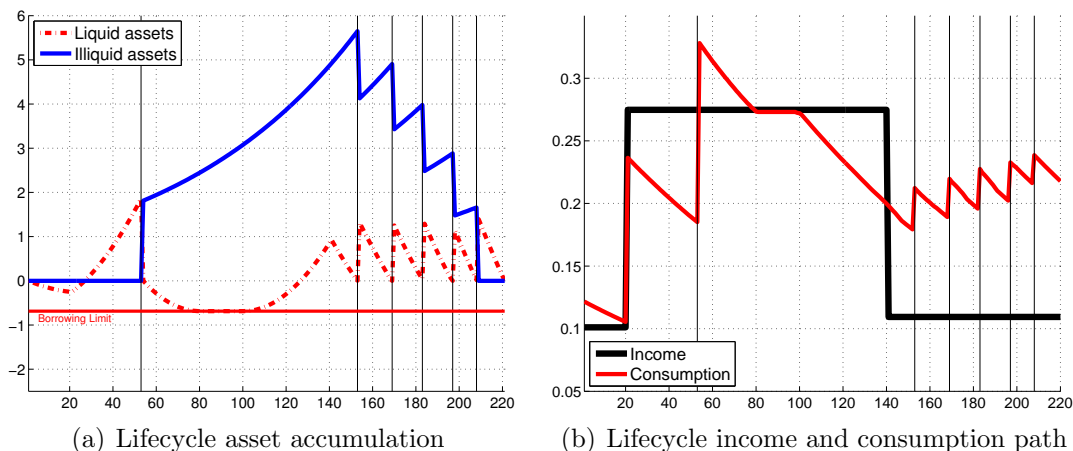 6
5
4
3
2
1
0
−1
−2
Liquid assets
Illiquid assets
Borrowing Limit
20 40 60 80 100 120 140 160 180 200 220
(a) Lifecycle asset accumulation
0.3
0.25
0.2
0.15
0.1
0.05
Income
Consumption
20 40 60 80 100 120 140 160 180 200 220
(b) Lifecycle income and consumption path